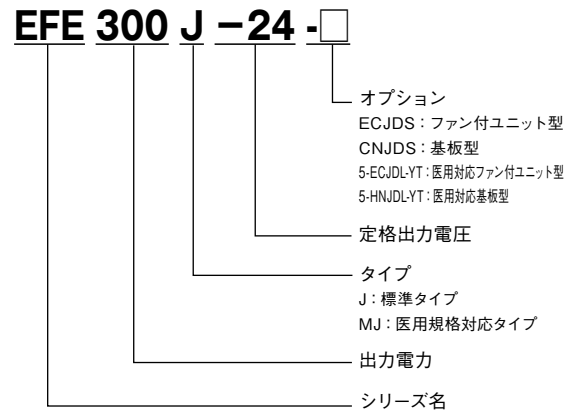 EFE 300 J －24 -□
オプション
ECJDS：ファン付ユニット型
CNJDS：基板型
5-ECJDL-YT：医用対応ファン付ユニット型
5-HNJDL-YT：医用対応基板型
定格出力電圧
タイプ
J：標準タイプ
MJ：医用規格対応タイプ
出力電力
シリーズ名